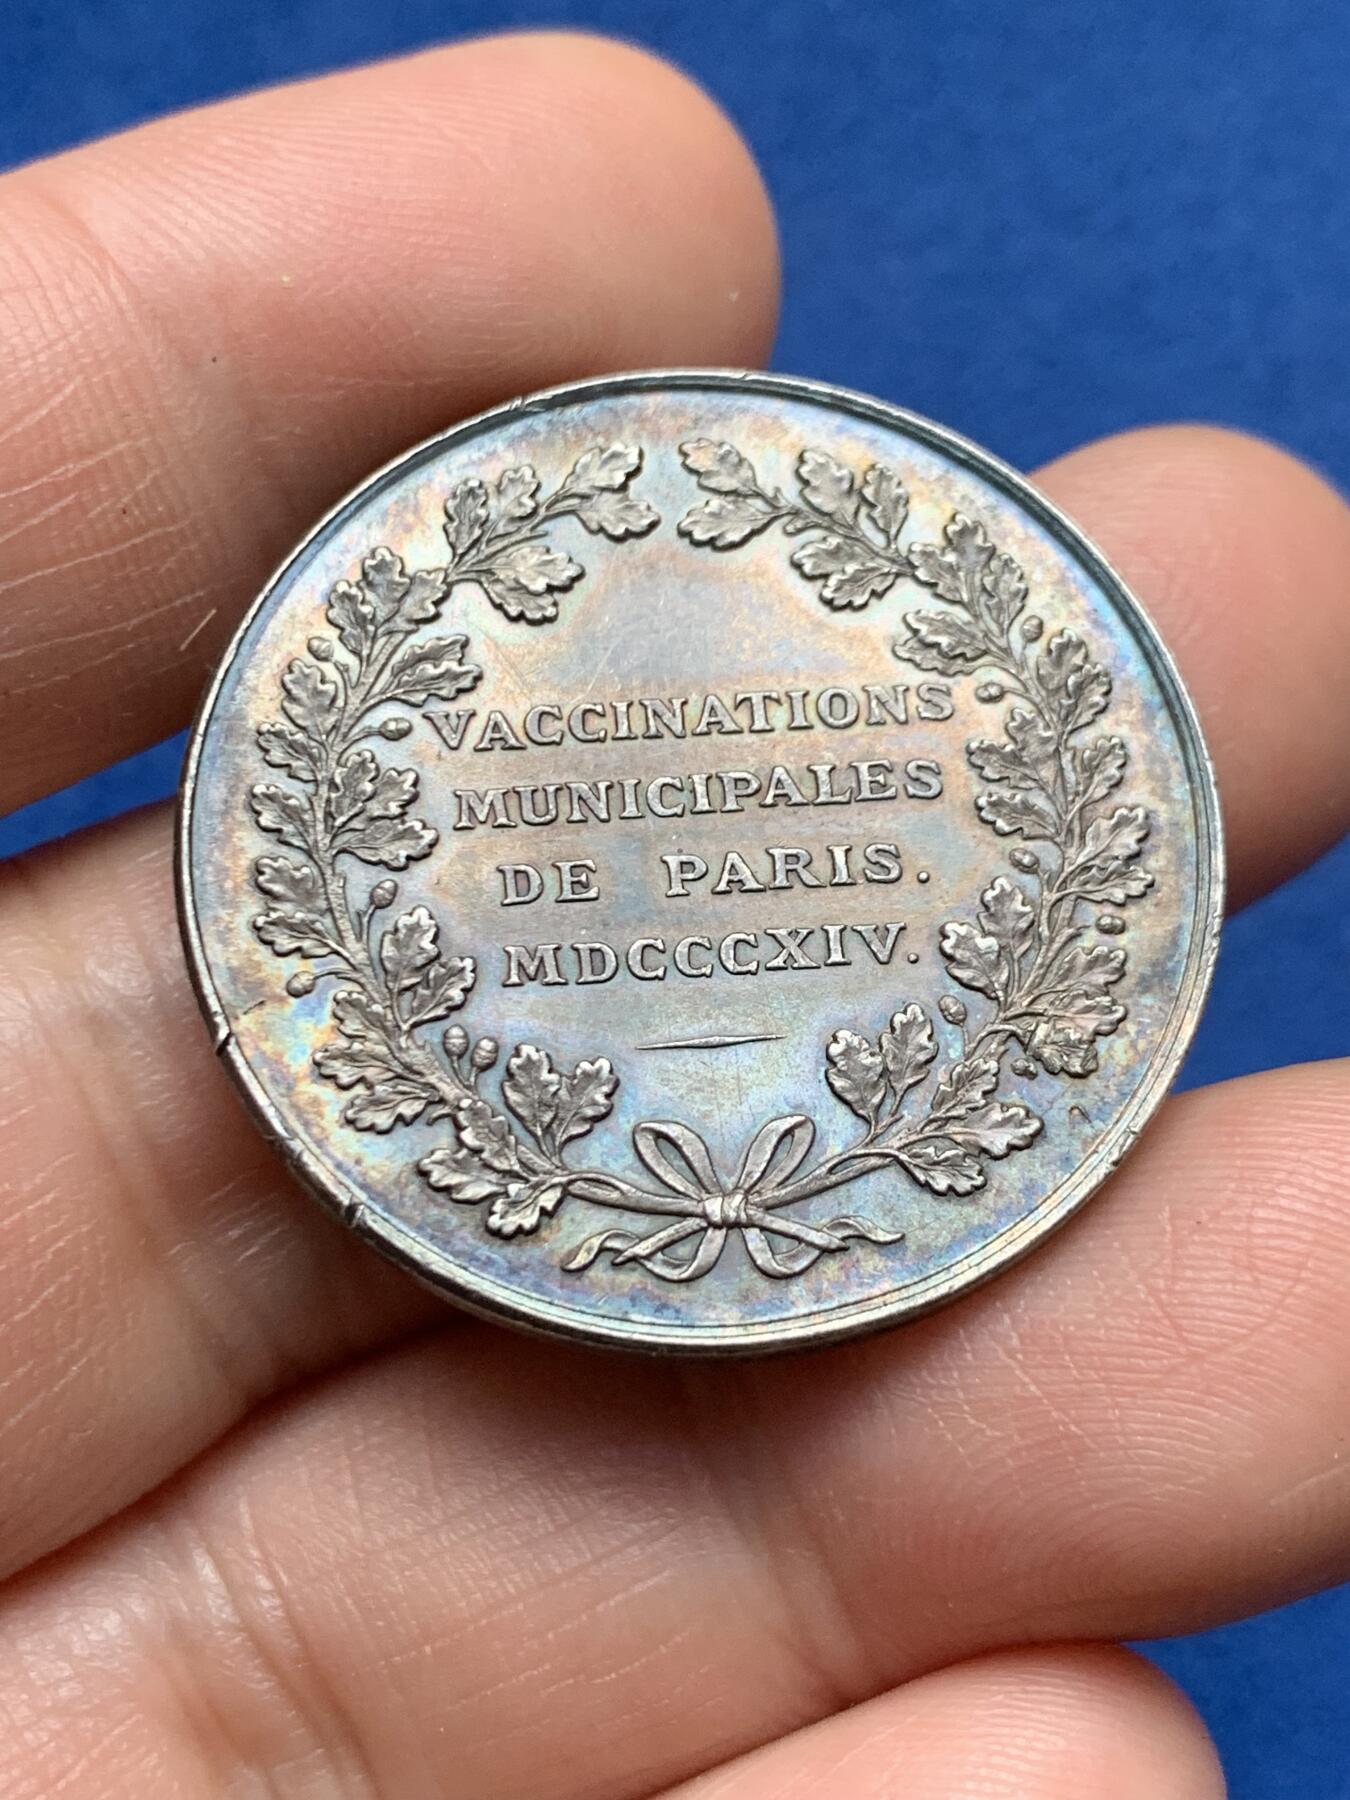 VACCINATIONS
MUNICIPALES
DE PARIS.
MDCCCXIV.